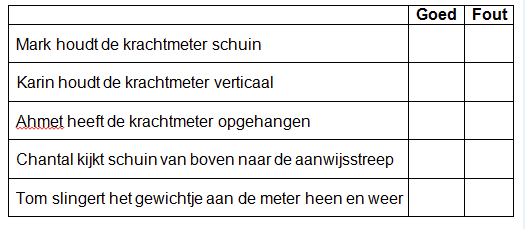 Goed Fout
Mark houdt de krachtmeter schuin
Karin houdt de krachtmeter verticaal
Ahmet heeft de krachtmeter opgehangen
Chantal kijkt schuin van boven naar de aanwijsstreep
Tom slingert het gewichtje aan de meter heen en weer